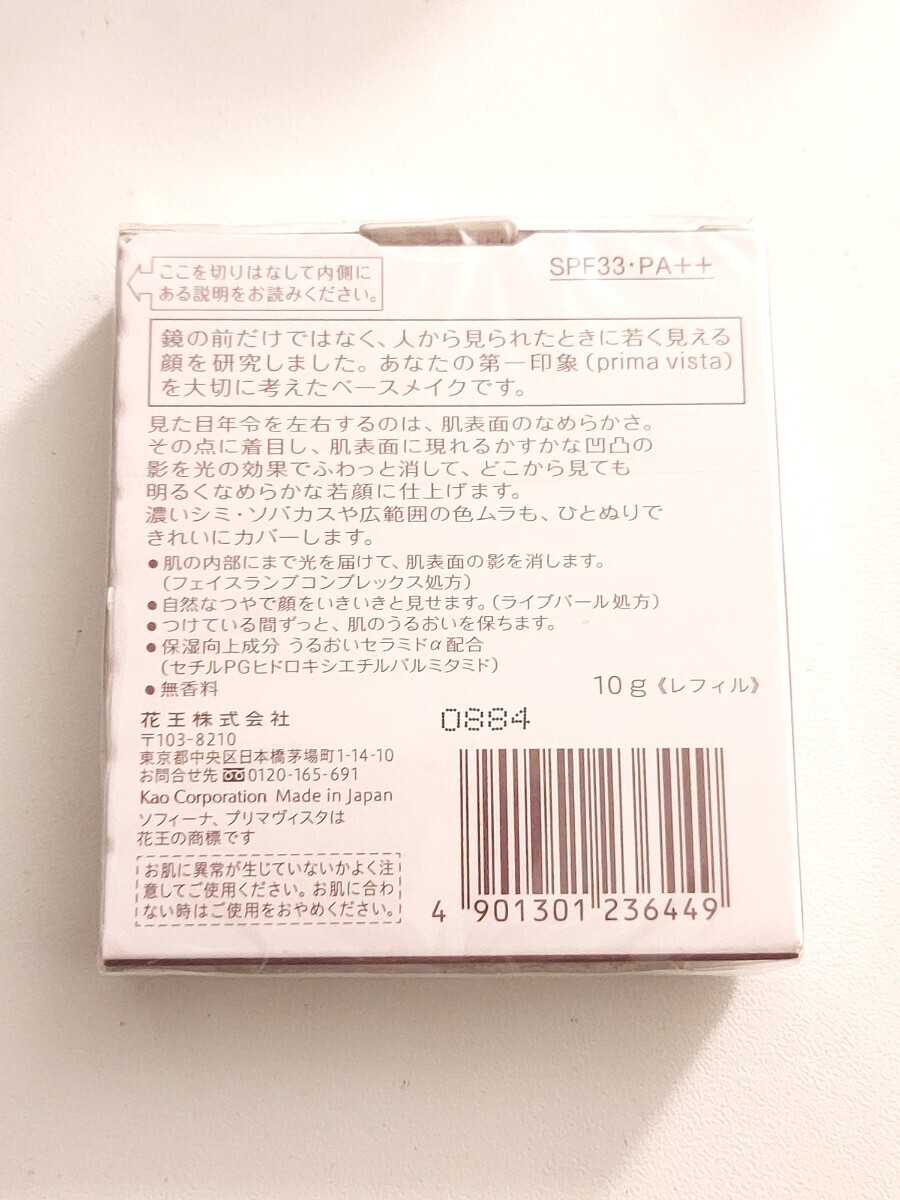 ここを切りはなして内側に
ある説明をお読みください。
SPF33・PA++
鏡の前だけではなく、人から見られたときに若く見える
顔を研究しました。あなたの第一印象(prima vista)
を大切に考えたベースメイクです。
見た目年令を左右するのは、肌表面のなめらかさ。
その点に着目し、肌表面に現れるかすかな凹凸の
影を光の効果でふわっと消して、どこから見ても
明るくなめらかな若顔に仕上げます。
濃いシミ・ソバカスや広範囲の色ムラも、ひとぬりで
きれいにカバーします。
●肌の内部にまで光を届けて、肌表面の影を消します。
(フェイスランプコンプレックス処方)
●自然なつやで顔をいきいきと見せます。(ライブパール処方)
●つけている間ずっと、肌のうるおいを保ちます。
●保湿向上成分 うるおいセラミドα配合
(セチルPGヒドロキシエチルパルミタミド)
●無香料
10g《レフィル》
花王株式会社
〒103-8210
東京都中央区日本橋茅場町1-14-10
お問合せ先 0120-165-691
Kao Corporation Made in Japan
ソフィーナ、プリマヴィスタは
花王の商標です
お肌に異常が生じていないかよく注
意してご使用ください。お肌に合わ
ない時はご使用をおやめください。
0884
4 901301 236449